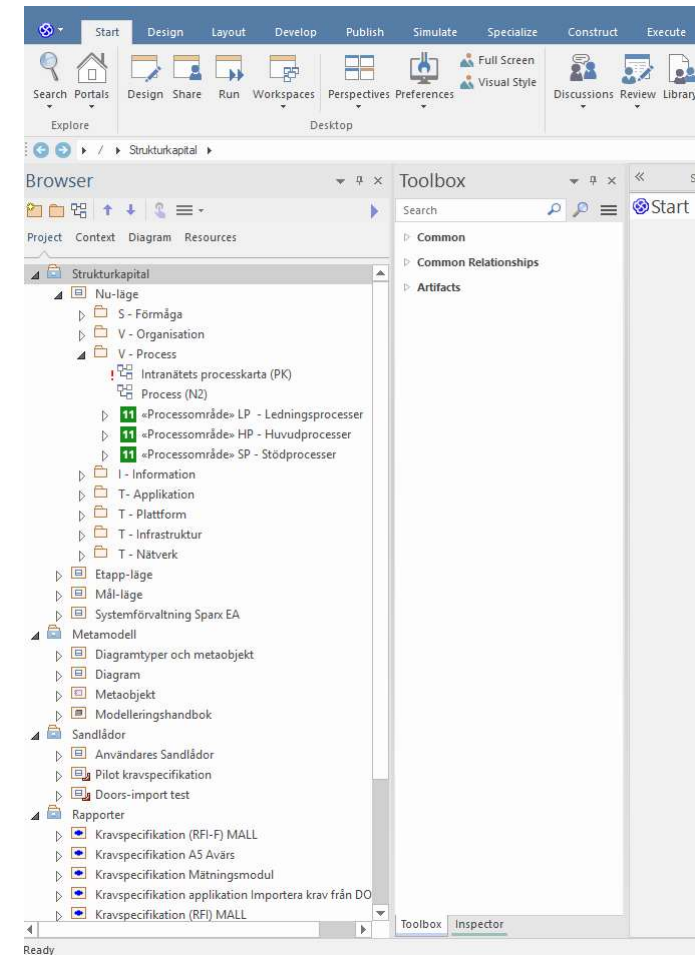 Start Design Layout Develop Publish Simulate Specialize Construct Execute
Full Screen
Visual Style
Search Portals Design Share Run Workspaces Perspectives Preferences Discussions Review Library
Explore Desktop
/ Strukturkapital
Browser
Toolbox
Start
Search
Project Context Diagram Resources
Common
Common Relationships
Artifacts
Strukturkapital
Nu-läge
S - Förmåga
V - Organisation
V - Process
! Intranätets processkarta (PK)
Process (N2)
11 «Processområde» LP - Ledningsprocesser
11 «Processområde» HP - Huvudprocesser
11 «Processområde» SP - Stödprocesser
I - Information
T- Applikation
T - Plattform
T - Infrastruktur
T - Nätverk
Etapp-läge
Mål-läge
Systemförvaltning Sparx EA
Metamodell
Diagramtyper och metaobjekt
Diagram
Metaobjekt
Modelleringshandbok
Sandlådor
Användares Sandlådor
Pilot kravspecifikation
Doors-import test
Rapporter
Kravspecifikation (RFI-F) MALL
Kravspecifikation A5 Avärs
Kravspecifikation Mätningsmodul
Kravspecifikation applikation Importera krav från DO
Kravspecifikation (RFI) MALL
Toolbox Inspector
Ready